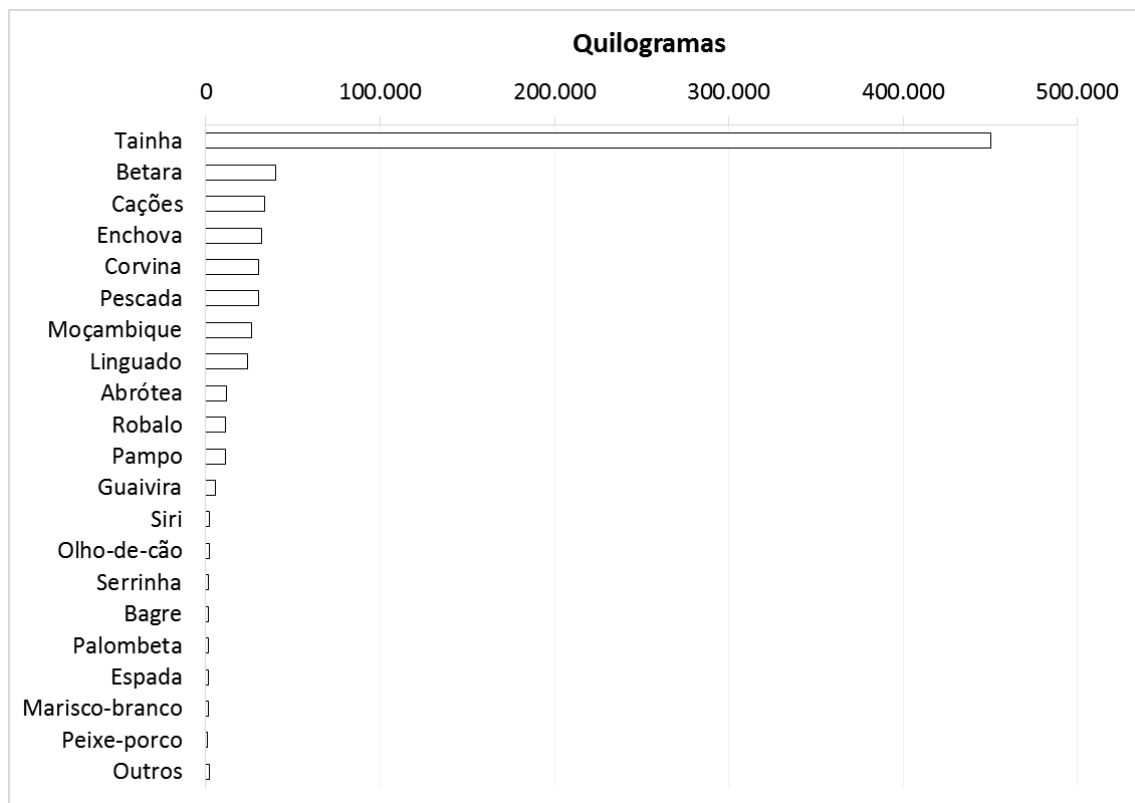 Quilogramas
0 100.000 200.000 300.000 400.000 500.000
Tainha
Betara
Cações
Enchova
Corvina
Pescada
Moçambique
Linguado
Abrótea
Robalo
Pampo
Guaivira
Siri
Olho-de-cão
Serrinha
Bagre
Palombeta
Espada
Marisco-branco
Peixe-porco
Outros